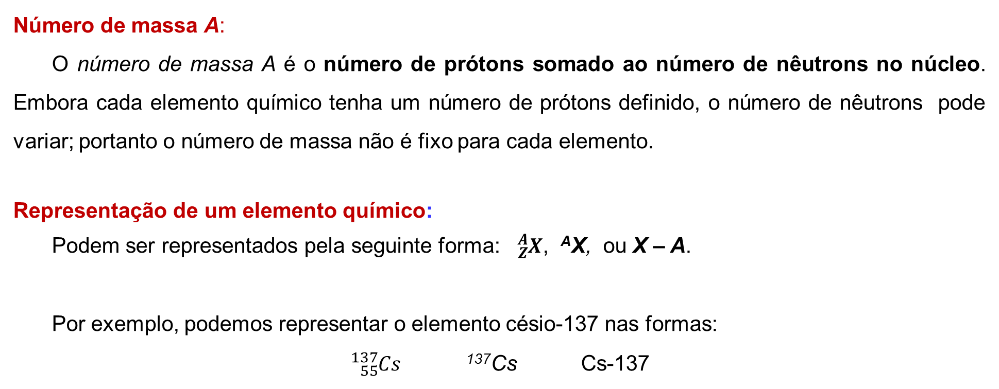 Número de massa A:
O número de massa A é o número de prótons somado ao número de nêutrons no núcleo.
Embora cada elemento químico tenha um número de prótons definido, o número de nêutrons pode
variar; portanto o número de massa não é fixo para cada elemento.
Representação de um elemento químico:
Podem ser representados pela seguinte forma: $^{A}_{Z}X$, $^{A}X$, ou X – A.
Por exemplo, podemos representar o elemento césio-137 nas formas:
$^{137}_{55}Cs$ $^{137}Cs$ Cs-137